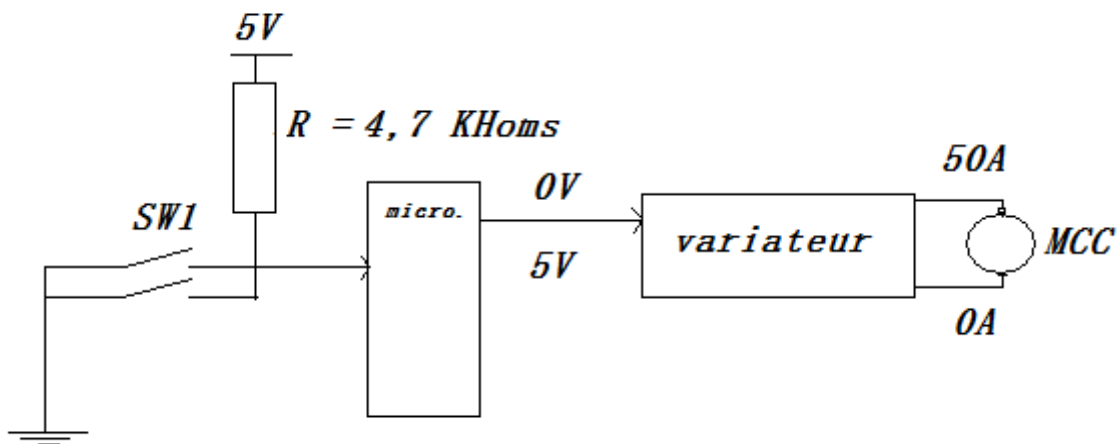 5V
R = 4,7 KHoms
SW1
micro.
0V
5V
variateur
50A
MCC
0A